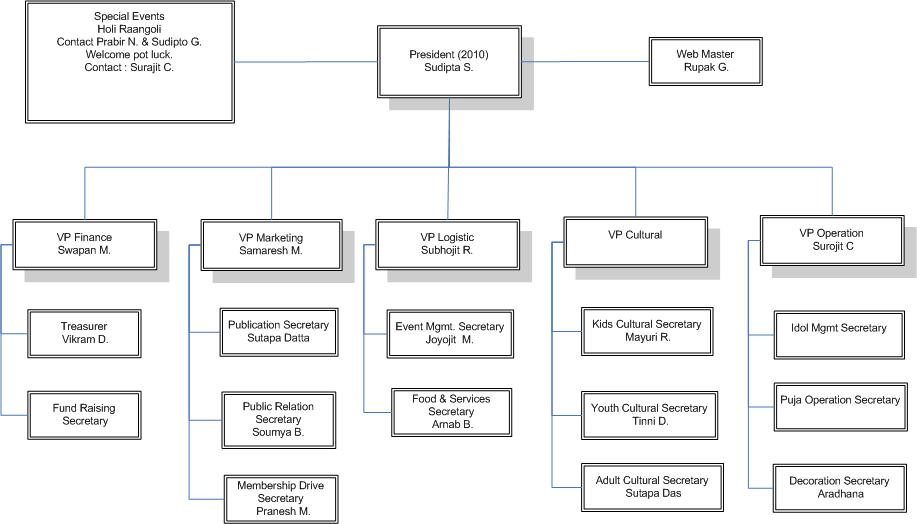 Special Events
Holi Raangoli
Contact Prabir N. & Sudipto G.
Welcome pot luck.
Contact : Surajit C.
President (2010)
Sudipta S.
Web Master
Rupak G.
VP Finance
Swapan M.
VP Marketing
Samaresh M.
VP Logistic
Subhojit R.
VP Cultural
VP Operation
Surojit C
Treasurer
Vikram D.
Fund Raising
Secretary
Publication Secretary
Sutapa Datta
Public Relation
Secretary
Soumya B.
Membership Drive
Secretary
Pranesh M.
Event Mgmt. Secretary
Joyojit M.
Food & Services
Secretary
Arnab B.
Kids Cultural Secretary
Mayuri R.
Youth Cultural Secretary
Tinni D.
Adult Cultural Secretary
Sutapa Das
Idol Mgmt Secretary
Puja Operation Secretary
Decoration Secretary
Aradhana